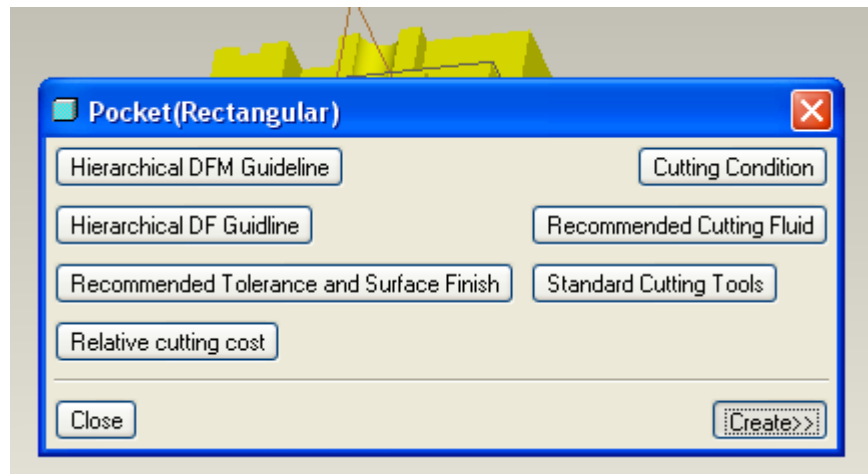 Pocket(Rectangular)
Hierarchical DFM Guideline
Cutting Condition
Hierarchical DF Guidline
Recommended Cutting Fluid
Recommended Tolerance and Surface Finish
Standard Cutting Tools
Relative cutting cost
Close
Create>>